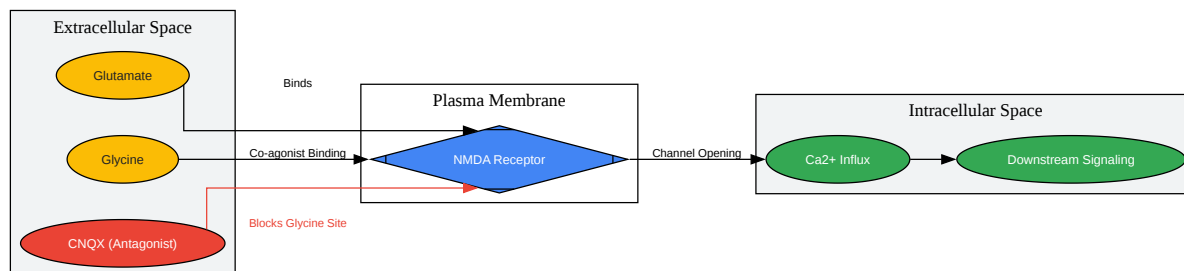 Extracellular Space
Glutamate
Binds
Plasma Membrane
Intracellular Space
Glycine
Co-agonist Binding
NMDA Receptor
Channel Opening
Ca2+ Influx
Downstream Signaling
Blocks Glycine Site
CNQX (Antagonist)